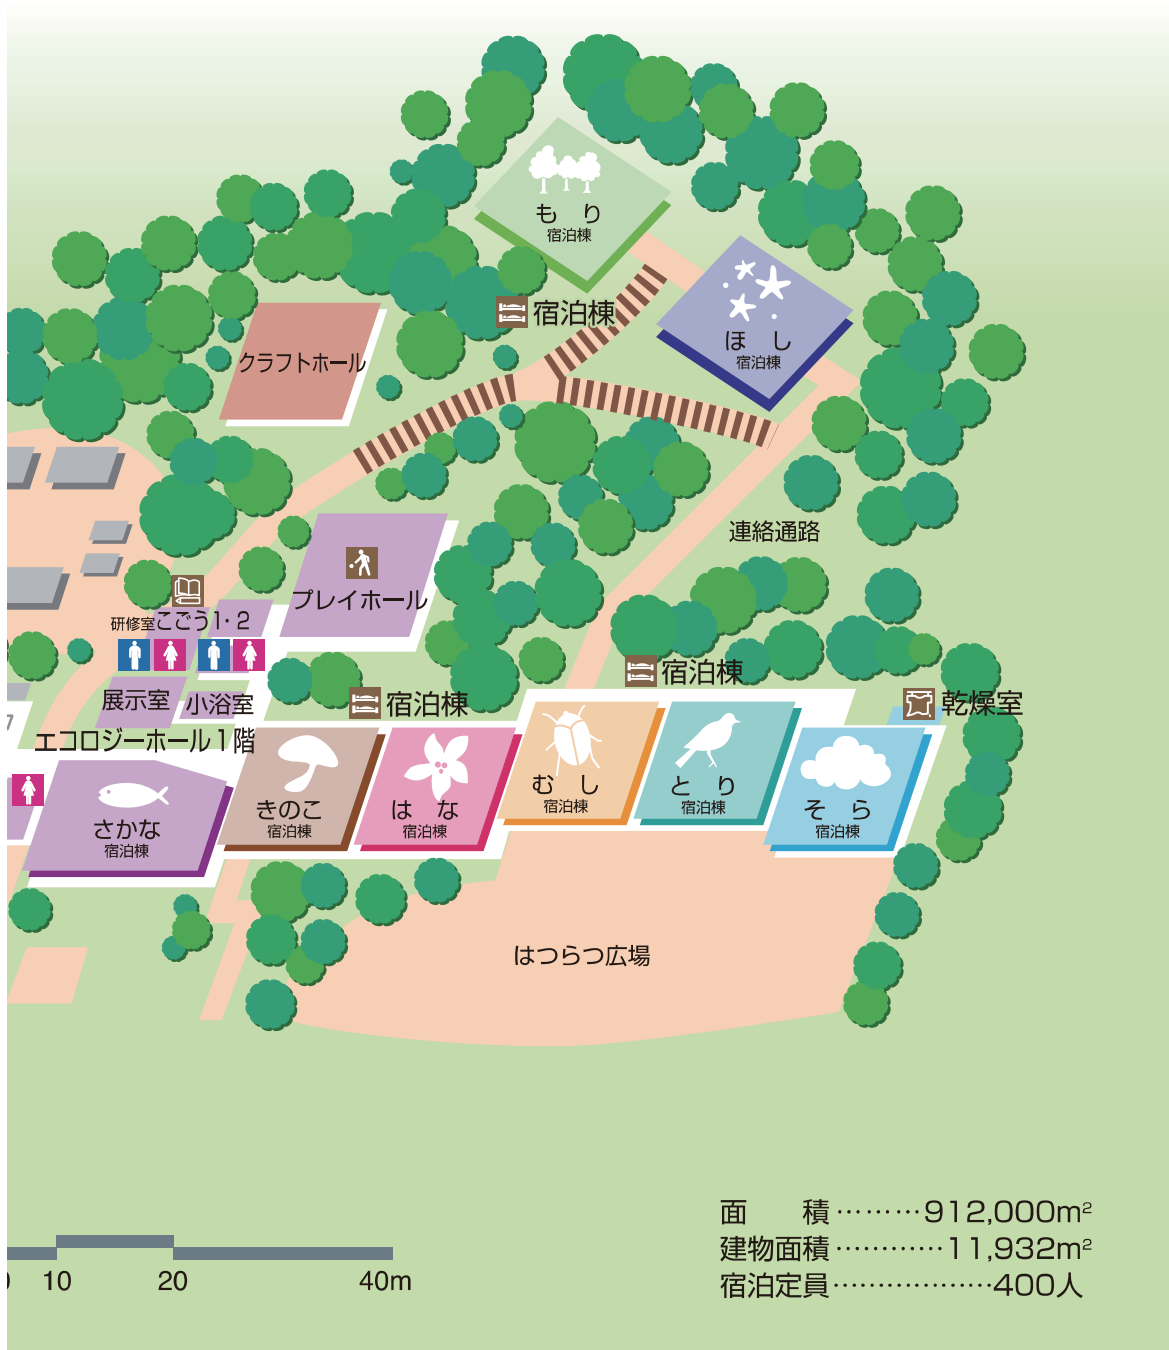 もり
宿泊棟
宿泊棟
ほし
宿泊棟
クラフトホール
連絡通路
プレイホール
研修室ごごう1・2
展示室
小浴室
宿泊棟
宿泊棟
乾燥室
エコロジーホール1階
むし
宿泊棟
とり
宿泊棟
きのこ
宿泊棟
はな
宿泊棟
そら
宿泊棟
さかな
宿泊棟
はつらつ広場
面　　積………912,000m²
建物面積…………11,932m²
宿泊定員………………400人
10
20
40m